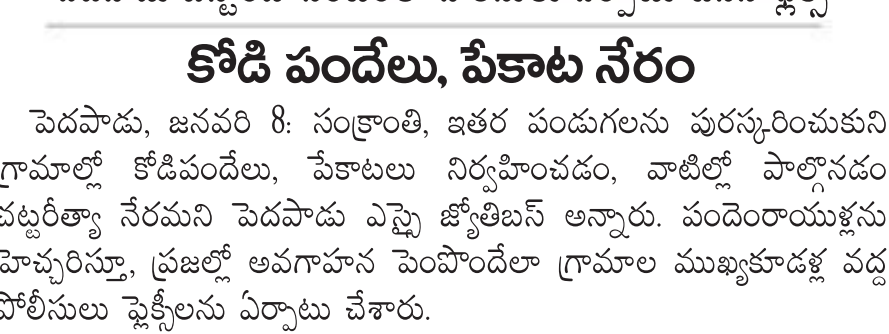 కోడి పందేలు, పేకాట నేరం
పెదపాడు, జనవరి 8: సంక్రాంతి, ఇతర పండుగలను పురస్కరించుకుని
గ్రామాల్లో కోడిపందేలు, పేకాటలు నిర్వహించడం, వాటిల్లో పాల్గొనడం
చట్టరీత్యా నేరమని పెదపాడు ఎస్సై జ్యోతిబస్ అన్నారు. పందెంరాయుళ్లను
హెచ్చరిస్తూ, ప్రజల్లో అవగాహన పెంపొందేలా గ్రామాల ముఖ్యకూడళ్ల వద్ద
పోలీసులు ఫ్లెక్సీలను ఏర్పాటు చేశారు.